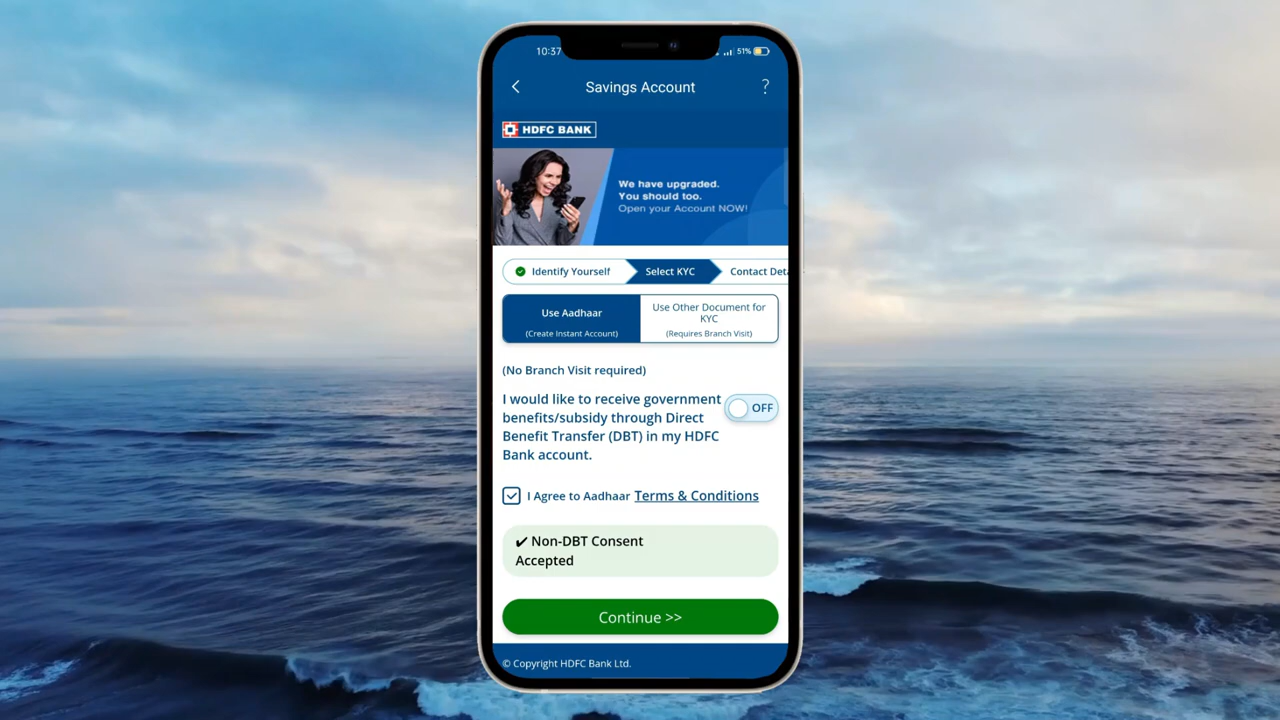 10:37
51%
Savings Account
?
HDFC BANK
We have upgraded.
You should too.
Open your Account NOW!
Identify Yourself
Select KYC
Contact Deta
Use Aadhaar
(Create Instant Account)
Use Other Document for
KYC
(Requires Branch Visit)
(No Branch Visit required)
I would like to receive government
benefits/subsidy through Direct
Benefit Transfer (DBT) in my HDFC
Bank account.
OFF
I Agree to Aadhaar Terms & Conditions
✔ Non-DBT Consent
Accepted
Continue >>
© Copyright HDFC Bank Ltd.